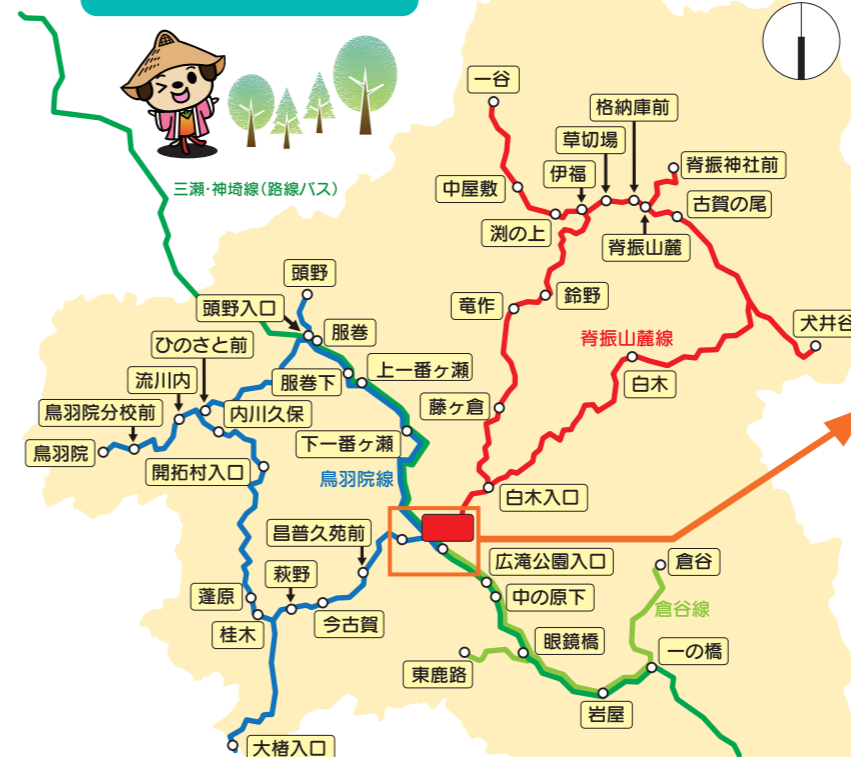 三瀬・神埼線(路線バス)
一谷
格納庫前
草切場
伊福
脊振神社前
中屋敷
古賀の尾
渕の上
脊振山麓
頭野
竜作
鈴野
頭野入口
服巻
犬井谷
ひのさと前
脊振山麓線
流川内
服巻下
上一番ヶ瀬
白木
鳥羽院分校前
内川久保
藤ヶ倉
鳥羽院
下一番ヶ瀬
開拓村入口
鳥羽院線
白木入口
昌普久苑前
広滝公園入口
倉谷
萩野
蓬原
中の原下
倉谷線
今古賀
桂木
眼鏡橋
一の橋
東鹿路
岩屋
大楮入口